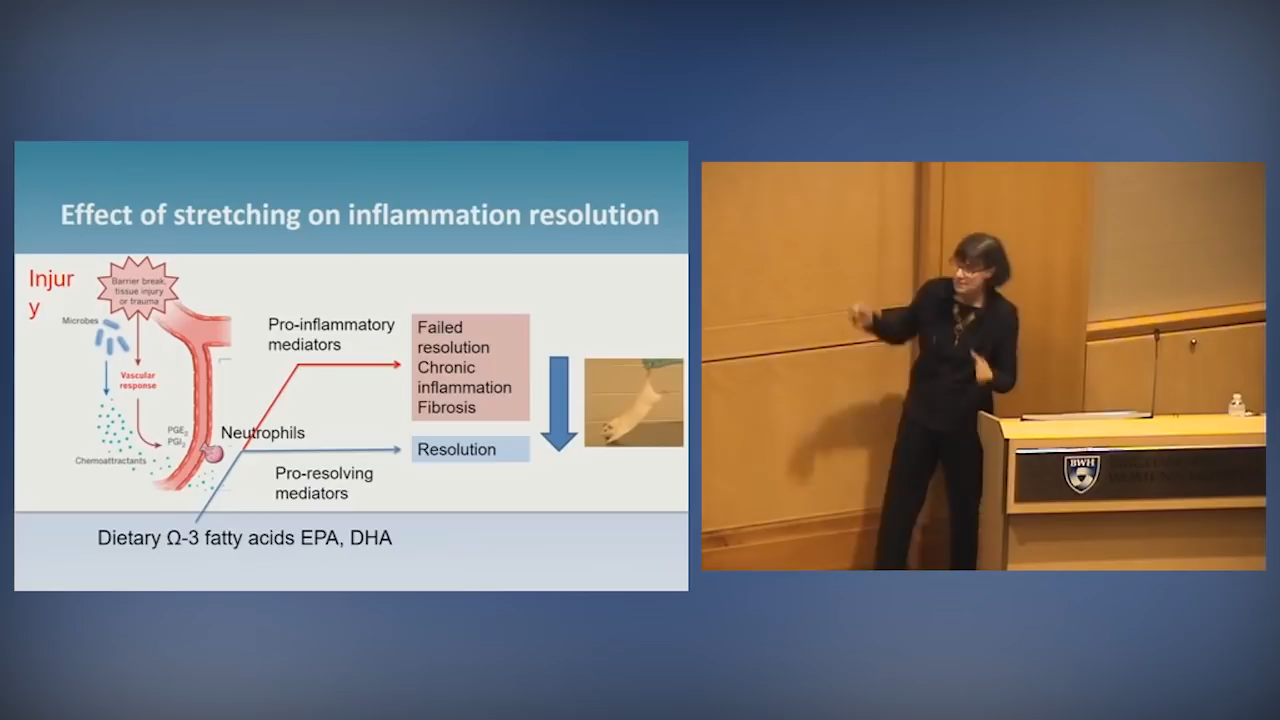 Effect of stretching on inflammation resolution
Injur
y
Barrier break,
tissue injury
or trauma
Microbes
Vascular
response
PGE2
PGI2
Chemoattractants
Neutrophils
Pro-inflammatory
mediators
Pro-resolving
mediators
Failed
resolution
Chronic
inflammation
Fibrosis
Resolution
Dietary Ω-3 fatty acids EPA, DHA
BWH